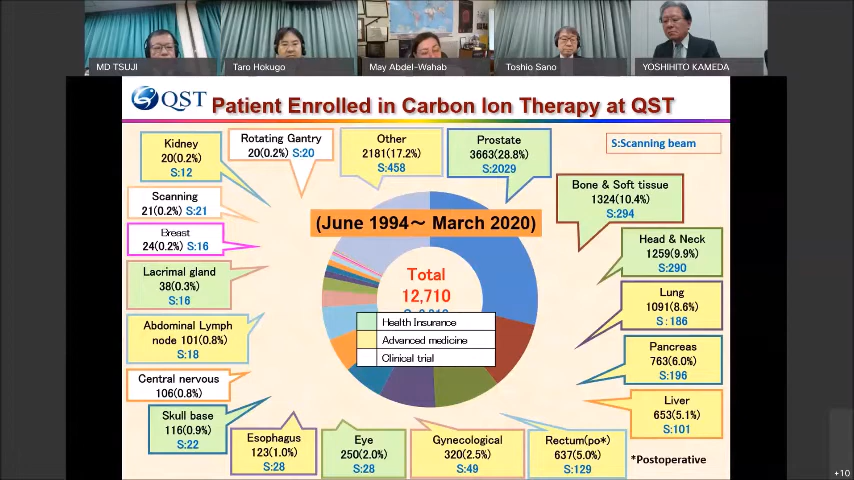 MD TSUJI
Taro Hokugo
May Abdel-Wahab
Toshio Sano
YOSHIHITO KAMEDA
QST
Patient Enrolled in Carbon Ion Therapy at QST
Kidney
20(0.2%)
S:12
Rotating Gantry
20(0.2%) S:20
Other
2181(17.2%)
S:458
Prostate
3663(28.8%)
S:2029
S:Scanning beam
Scanning
21(0.2%) S:21
(June 1994～ March 2020)
Bone & Soft tissue
1324(10.4%)
S:294
Breast
24(0.2%) S:16
Head & Neck
1259(9.9%)
S:290
Lacrimal gland
38(0.3%)
S:16
Total
12,710
Lung
1091(8.6%)
S:186
Health Insurance
Advanced medicine
Clinical trial
Abdominal Lymph
node 101(0.8%)
S:18
Pancreas
763(6.0%)
S:196
Central nervous
106(0.8%)
Liver
653(5.1%)
S:101
Skull base
116(0.9%)
S:22
Esophagus
123(1.0%)
S:28
Eye
250(2.0%)
S:28
Gynecological
320(2.5%)
S:49
Rectum(po*)
637(5.0%)
S:129
*Postoperative
+10